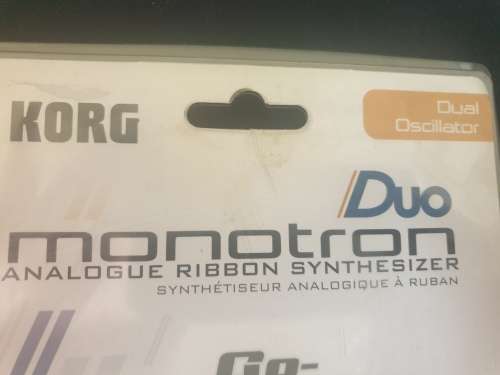 KORG
Dual
Oscillator
Duo
monotron
ANALOGUE RIBBON SYNTHESIZER
SYNTHÉTISEUR ANALOGIQUE À RUBAN